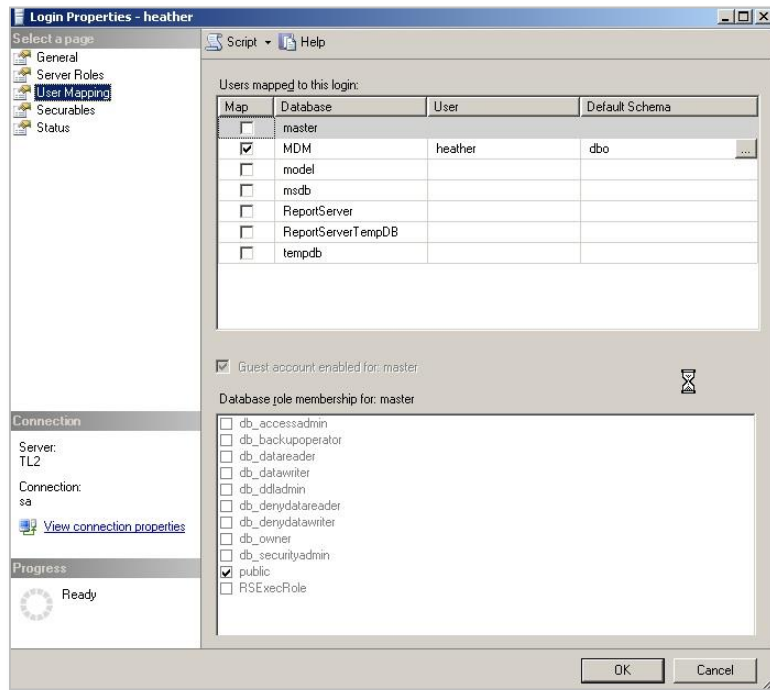 Login Properties - heather
Select a page
General
Server Roles
User Mapping
Securables
Status
Script Help
Users mapped to this login:
Map Database User Default Schema
master
MDM heather dbo ...
model
msdb
ReportServer
ReportServerTempDB
tempdb
Guest account enabled for: master
Database role membership for: master
db_accessadmin
db_backupoperator
db_datareader
db_datawriter
db_ddladmin
db_denydatareader
db_denydatawriter
db_owner
db_securityadmin
public
RSExecRole
Connection
Server:
TL2
Connection:
sa
View connection properties
Progress
Ready
OK Cancel